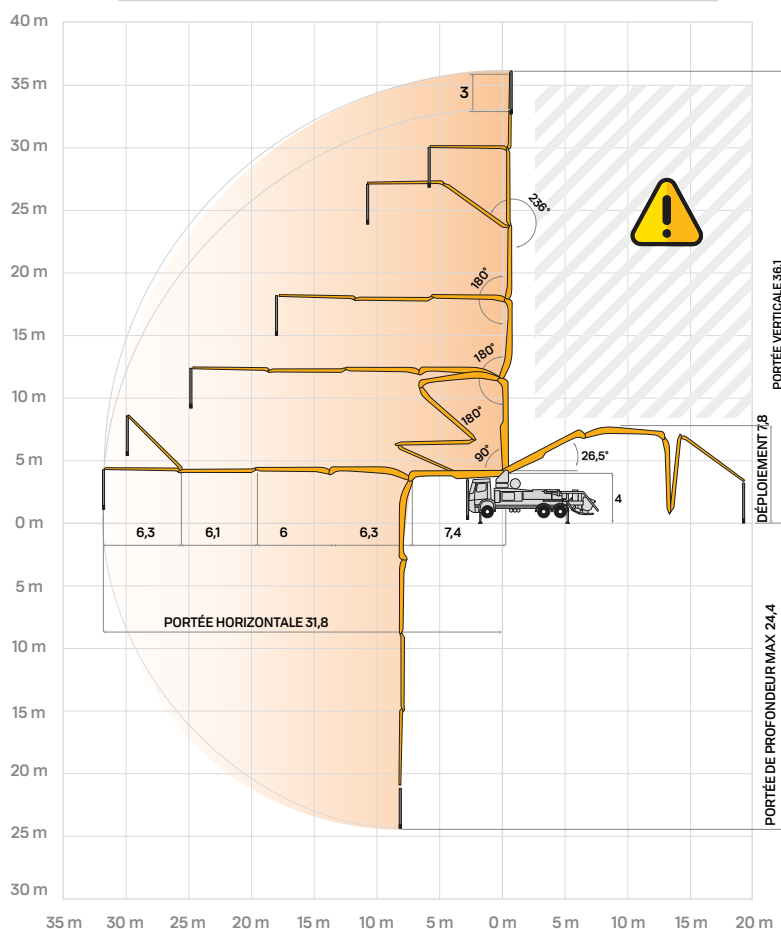 40 m
35 m
30 m
25 m
20 m
15 m
10 m
5 m
0 m
5 m
10 m
15 m
20 m
25 m
30 m
35 m 30 m 25 m 20 m 15 m 10 m 5 m 0 m 5 m 10 m 15 m 20 m
3
236°
180°
180°
180°
90°
26,5°
4
6,3 6,1 6 6,3 7,4
PORTÉE HORIZONTALE 31,8
PORTÉE VERTICALE 36,1
DÉPLOIEMENT 7,8
PORTÉE DE PROFONDEUR MAX 24,4